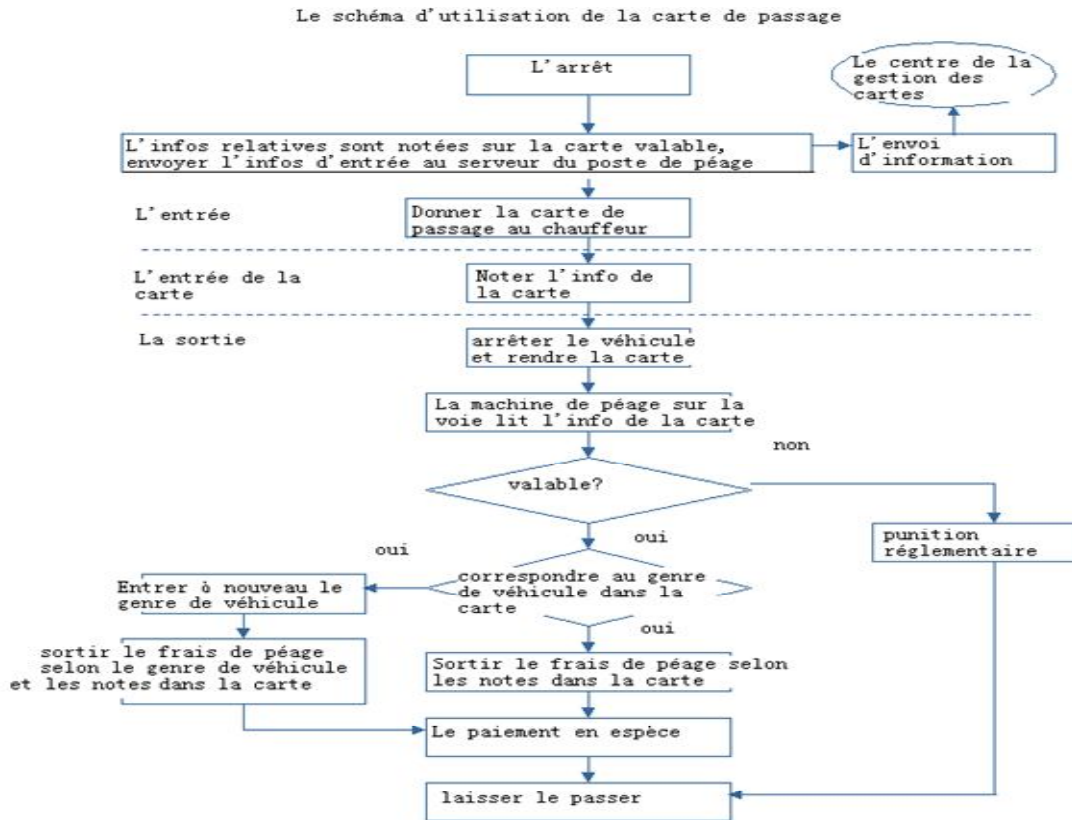 Le schéma d'utilisation de la carte de passage
L'arrêt
Le centre de la
gestion des
cartes
L'infos relatives sont notées sur la carte valable,
envoyer l'infos d'entrée au serveur du poste de péage
L'envoi
d'information
L'entrée
Donner la carte de
passage au chauffeur
L'entrée de la
carte
Noter l'info de
la carte
La sortie
arrêter le véhicule
et rendre la carte
La machine de péage sur la
voie lit l'info de la carte
non
valable?
punition
réglementaire
oui
oui
correspondre au genre
de véhicule dans la
carte
Entrer à nouveau le
genre de véhicule
oui
sortir le frais de péage
selon le genre de véhicule
et les notes dans la carte
Sortir le frais de péage selon
les notes dans la carte
Le paiement en espèce
laisser le passer